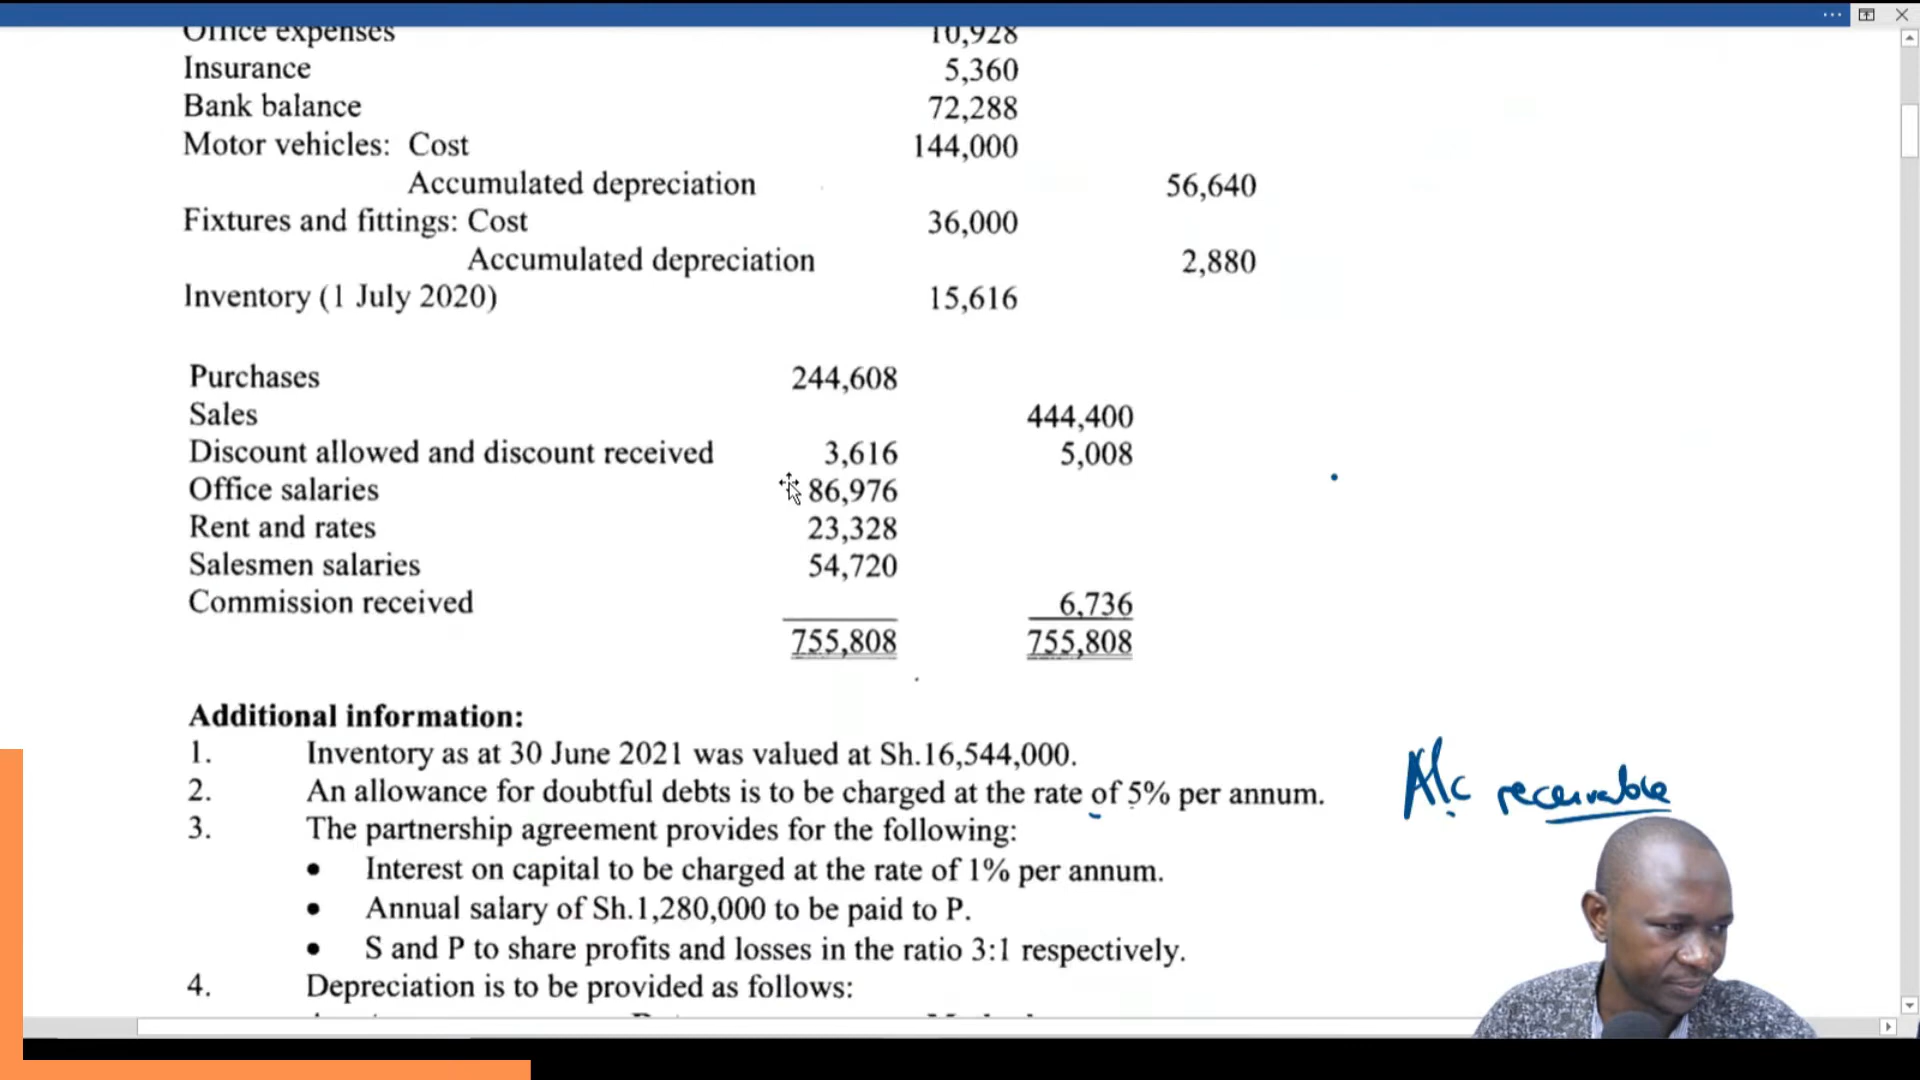 Office expenses 10,928
Insurance 5,360
Bank balance 72,288
Motor vehicles: Cost 144,000
Accumulated depreciation 56,640
Fixtures and fittings: Cost 36,000
Accumulated depreciation 2,880
Inventory (1 July 2020) 15,616
Purchases 244,608
Sales 444,400
Discount allowed and discount received 3,616 5,008
Office salaries 86,976
Rent and rates 23,328
Salesmen salaries 54,720
Commission received 6,736
755,808 755,808
Additional information:
1. Inventory as at 30 June 2021 was valued at Sh.16,544,000.
2. An allowance for doubtful debts is to be charged at the rate of 5% per annum.
A/c receivable
3. The partnership agreement provides for the following:
• Interest on capital to be charged at the rate of 1% per annum.
• Annual salary of Sh.1,280,000 to be paid to P.
• S and P to share profits and losses in the ratio 3:1 respectively.
4. Depreciation is to be provided as follows: